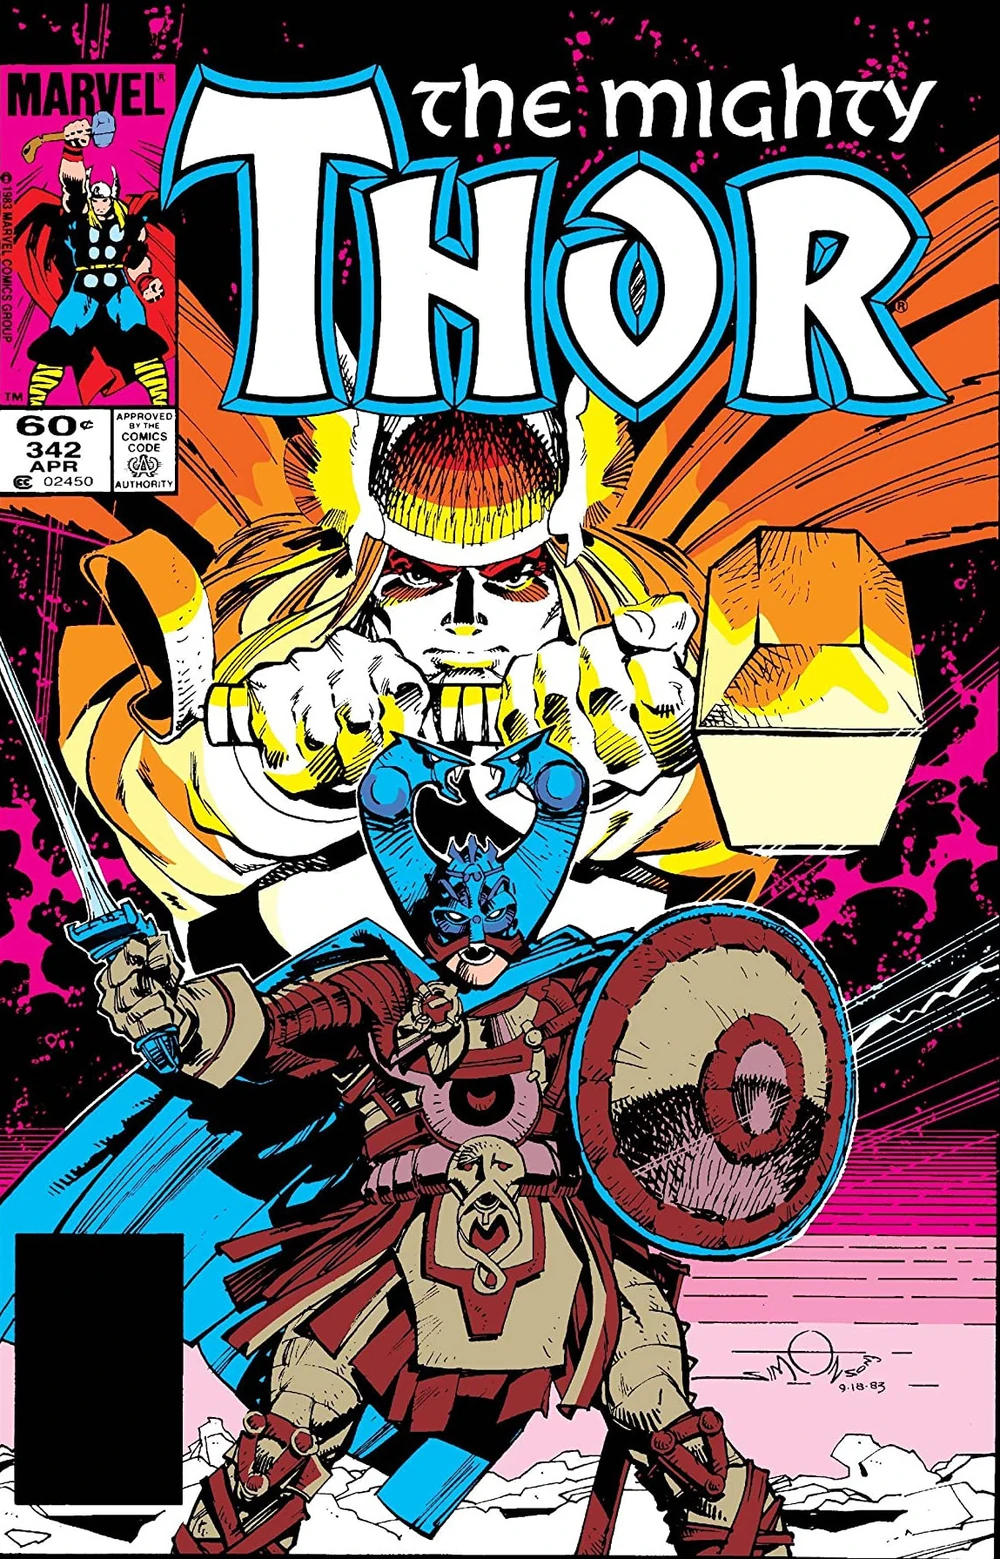 MARVEL®
the mighty
THOR®
© 1983 MARVEL COMICS GROUP
TM
60¢
342
APR
CC 02450
APPROVED
BY THE
COMICS
CODE
CA
AUTHORITY
SIMONSON
9·18·83